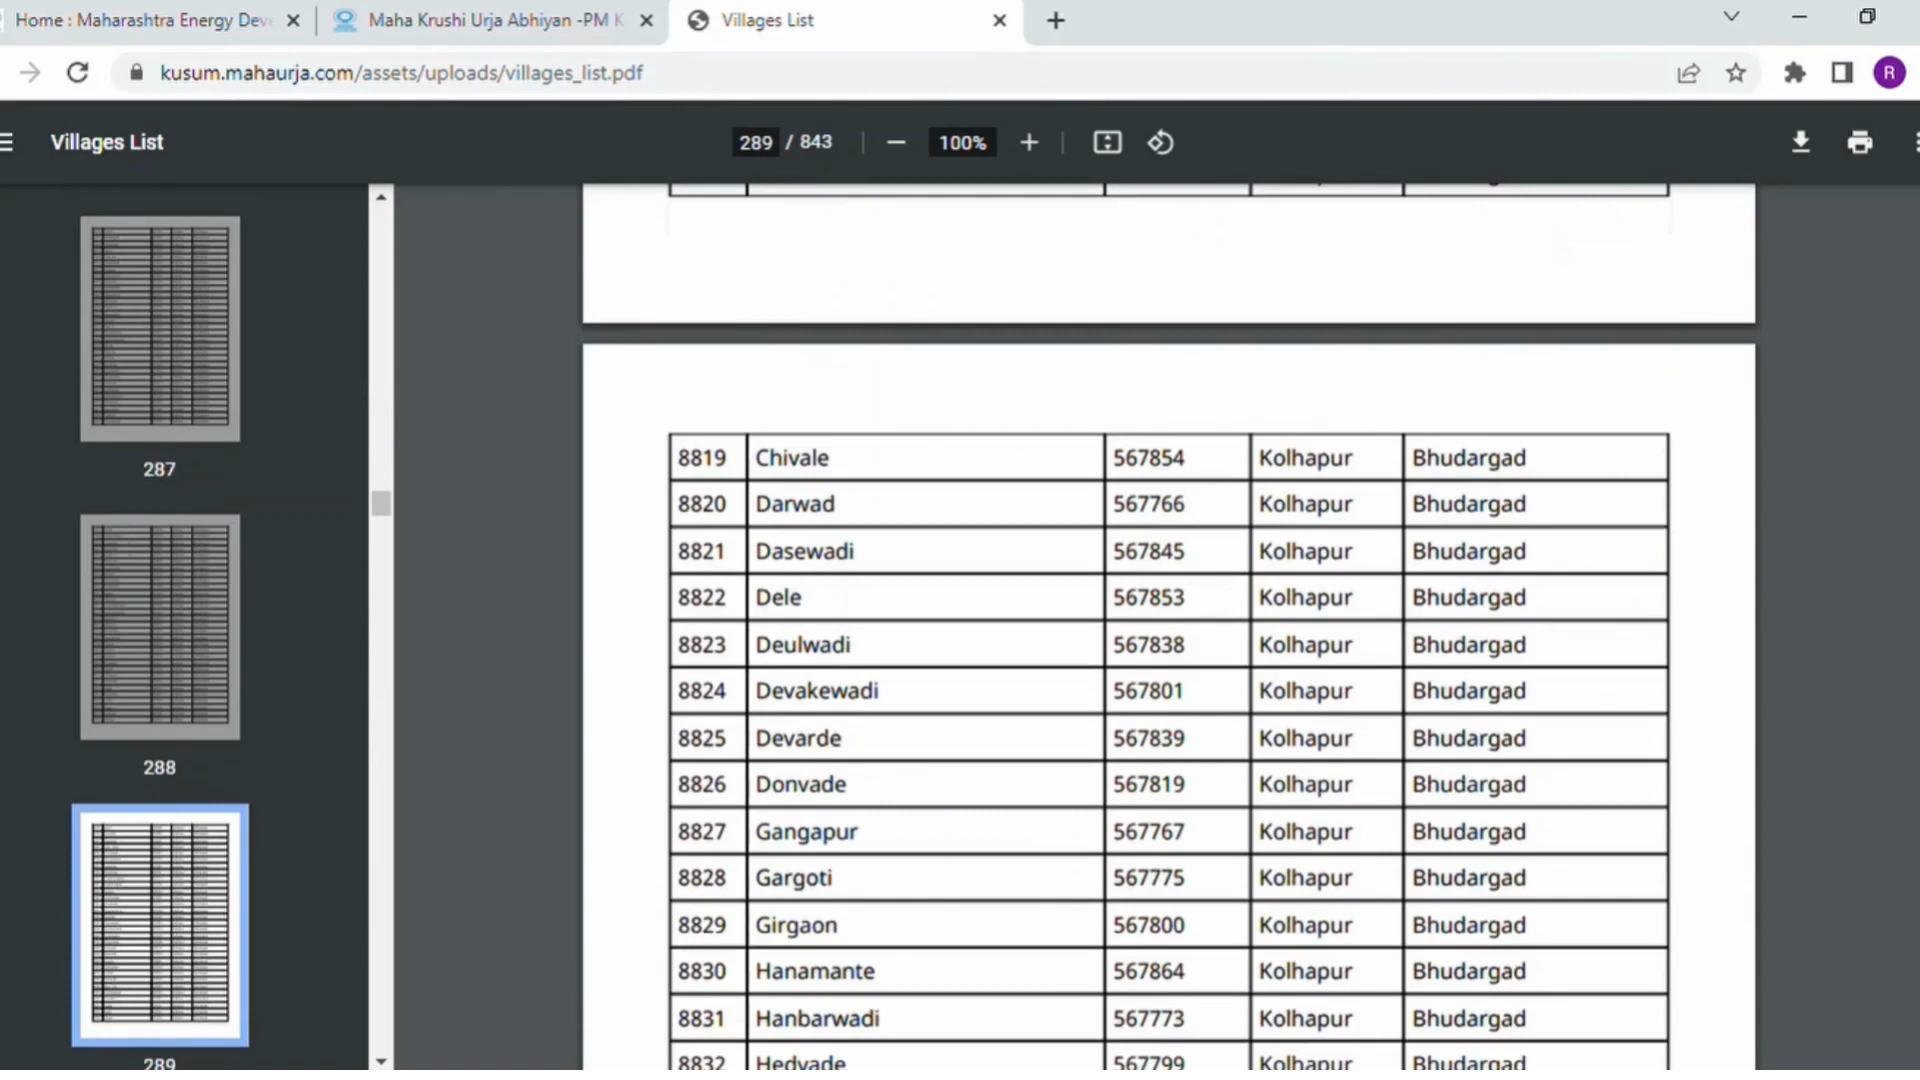 Home : Maharashtra Energy Deve
Maha Krushi Urja Abhiyan -PM K
Villages List
kusum.mahaurja.com/assets/uploads/villages_list.pdf
R
Villages List
289 / 843
100%
287
288
289
8819 Chivale 567854 Kolhapur Bhudargad
8820 Darwad 567766 Kolhapur Bhudargad
8821 Dasewadi 567845 Kolhapur Bhudargad
8822 Dele 567853 Kolhapur Bhudargad
8823 Deulwadi 567838 Kolhapur Bhudargad
8824 Devakewadi 567801 Kolhapur Bhudargad
8825 Devarde 567839 Kolhapur Bhudargad
8826 Donvade 567819 Kolhapur Bhudargad
8827 Gangapur 567767 Kolhapur Bhudargad
8828 Gargoti 567775 Kolhapur Bhudargad
8829 Girgaon 567800 Kolhapur Bhudargad
8830 Hanamante 567864 Kolhapur Bhudargad
8831 Hanbarwadi 567773 Kolhapur Bhudargad
8832 Hedvade 567799 Kolhapur Bhudargad